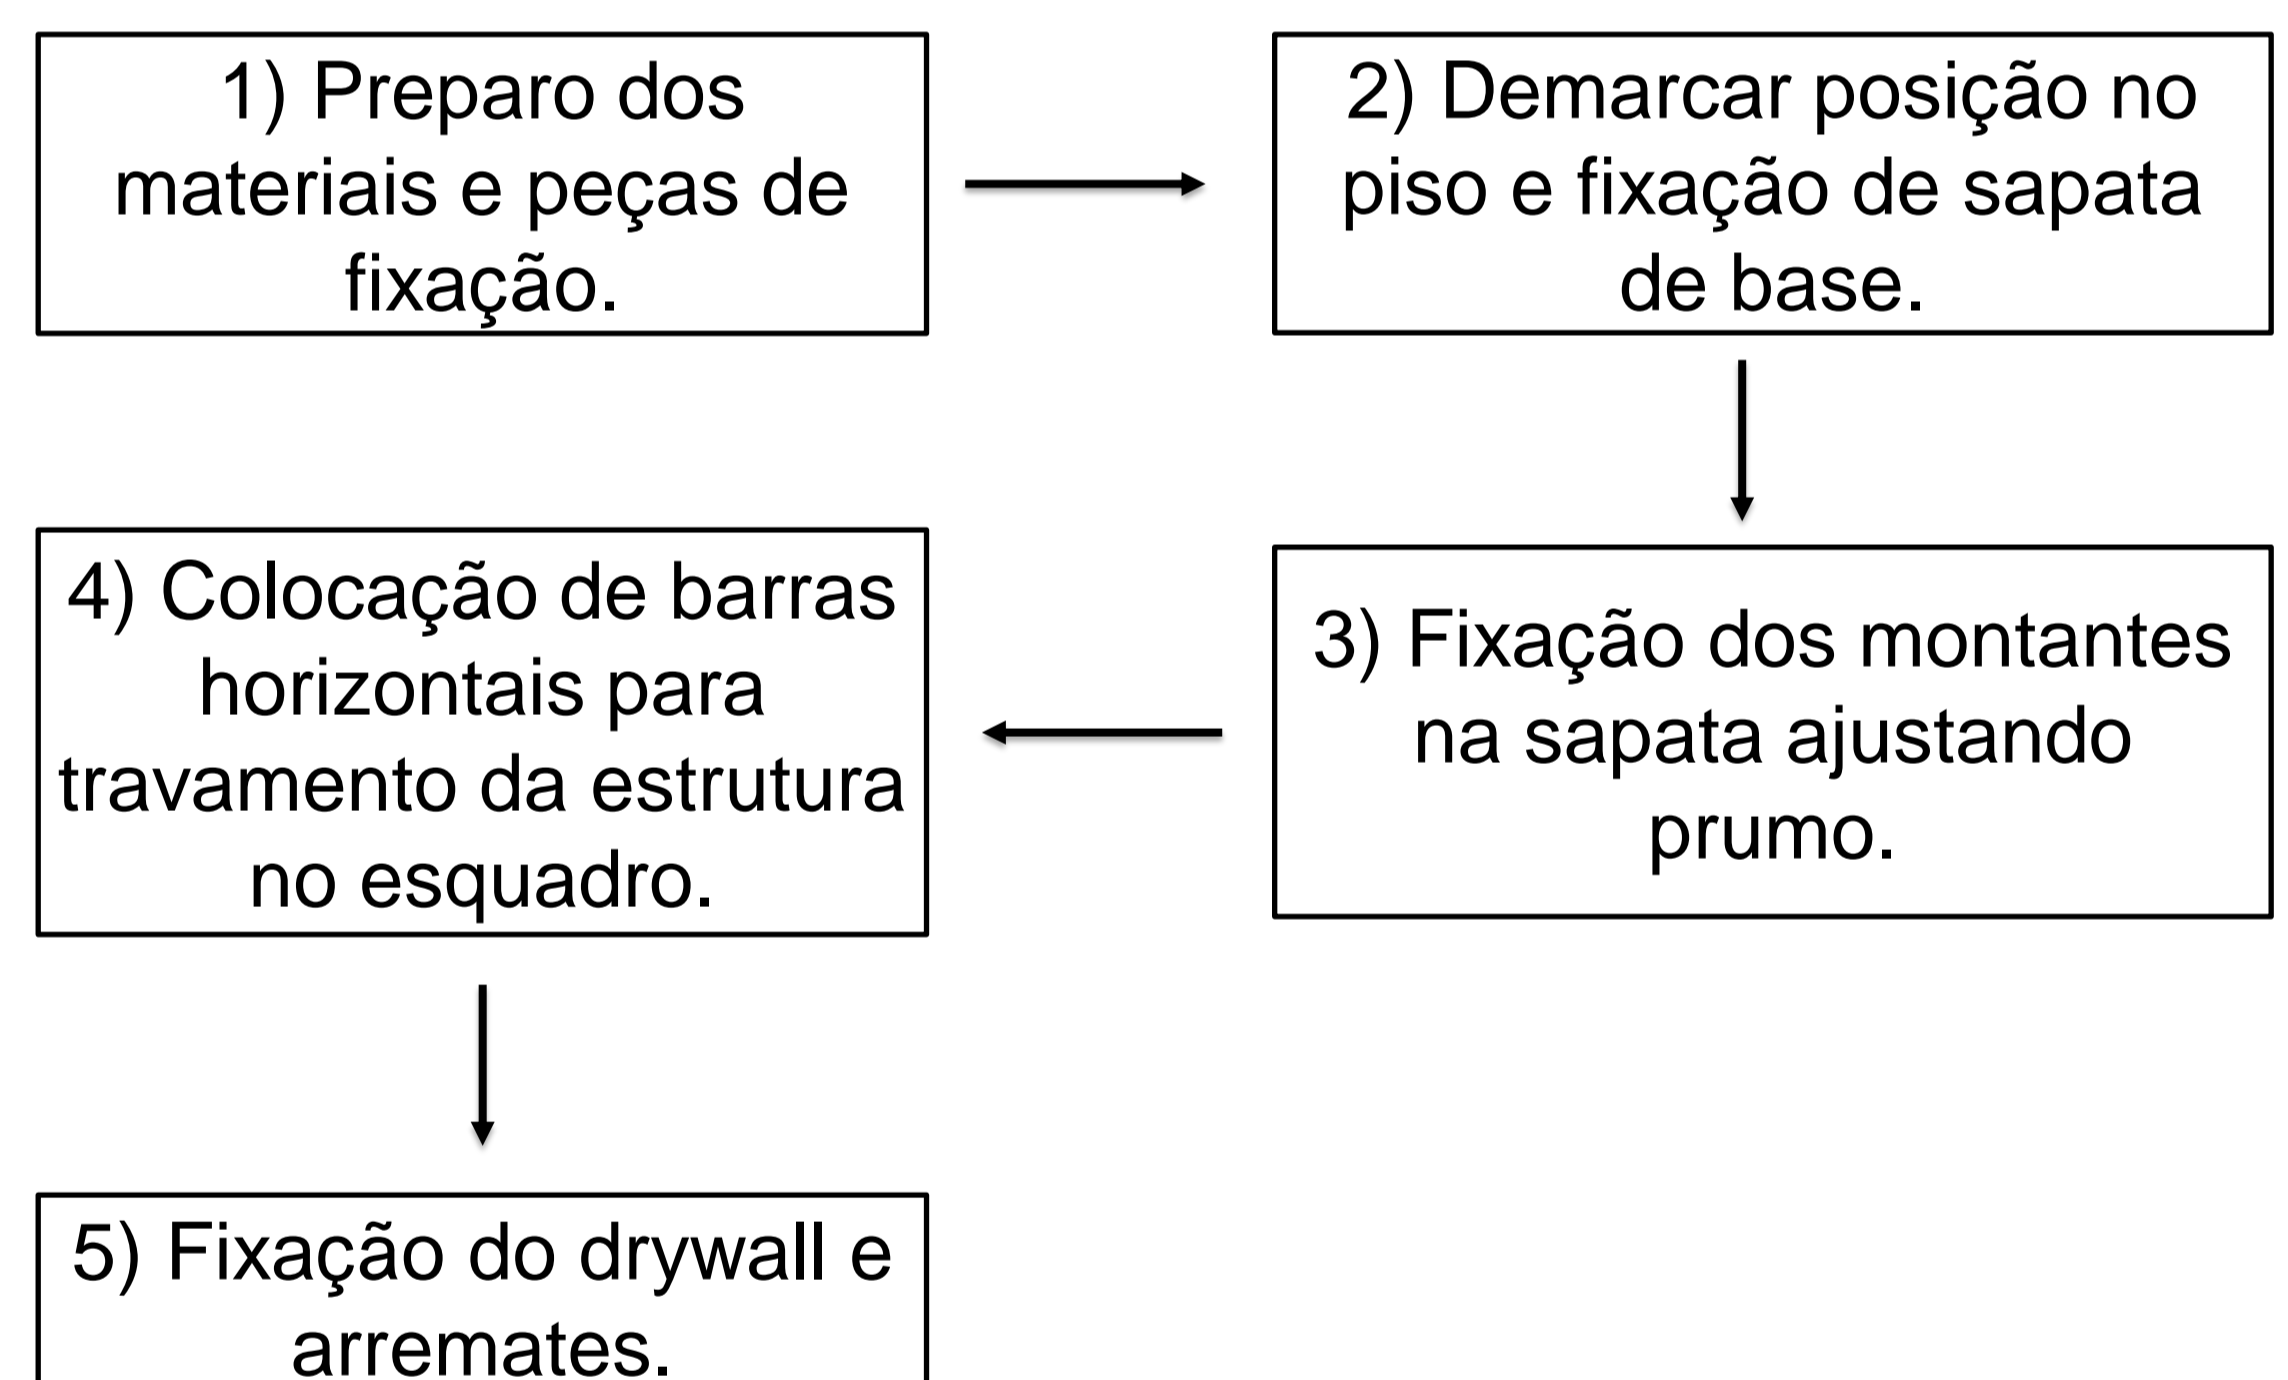 1) Preparo dos
materiais e peças de
fixação.
2) Demarcar posição no
piso e fixação de sapata
de base.
3) Fixação dos montantes
na sapata ajustando
prumo.
4) Colocação de barras
horizontais para
travamento da estrutura
no esquadro.
5) Fixação do drywall e
arremates.